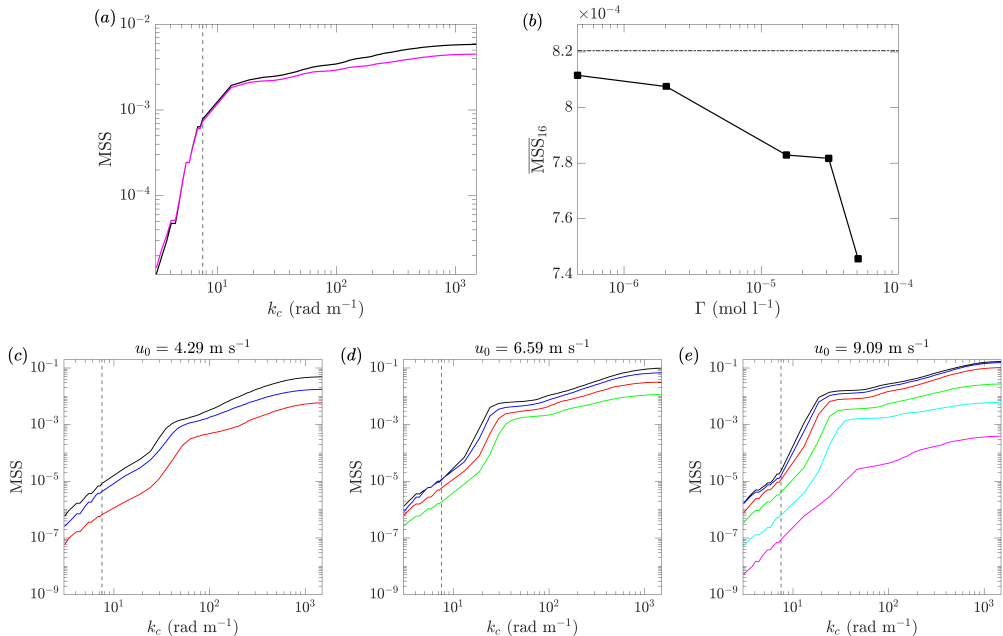 (a)
10^{-2}
10^{-3}
10^{-4}
MSS
10^1
10^2
10^3
k_c (rad m^{-1})
(b)
×10^{-4}
8.2
8
7.8
7.6
7.4
\overline{MSS}_{16}
10^{-6}
10^{-5}
10^{-4}
Γ (mol l^{-1})
(c)
u_0 = 4.29 m s^{-1}
10^{-1}
10^{-3}
10^{-5}
10^{-7}
10^{-9}
MSS
10^1
10^2
10^3
k_c (rad m^{-1})
(d)
u_0 = 6.59 m s^{-1}
10^{-1}
10^{-3}
10^{-5}
10^{-7}
10^{-9}
MSS
10^1
10^2
10^3
k_c (rad m^{-1})
(e)
u_0 = 9.09 m s^{-1}
10^{-1}
10^{-3}
10^{-5}
10^{-7}
10^{-9}
MSS
10^1
10^2
10^3
k_c (rad m^{-1})